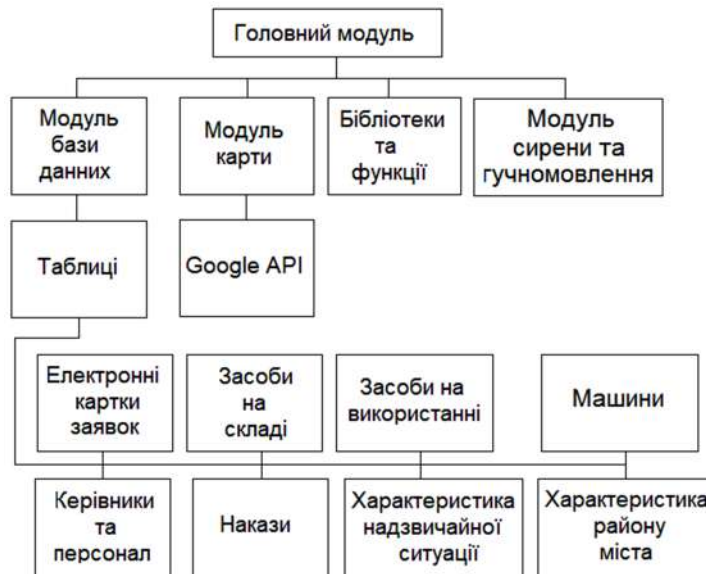 Головний модуль
Модуль
бази
данних
Модуль
карти
Бібліотеки
та
функції
Модуль
сирени та
гучномовлення
Таблиці
Google API
Електронні
картки
заявок
Засоби
на
складі
Засоби на
використанні
Машини
Керівники
та
персонал
Накази
Характеристика
надзвичайної
ситуації
Характеристика
району
міста